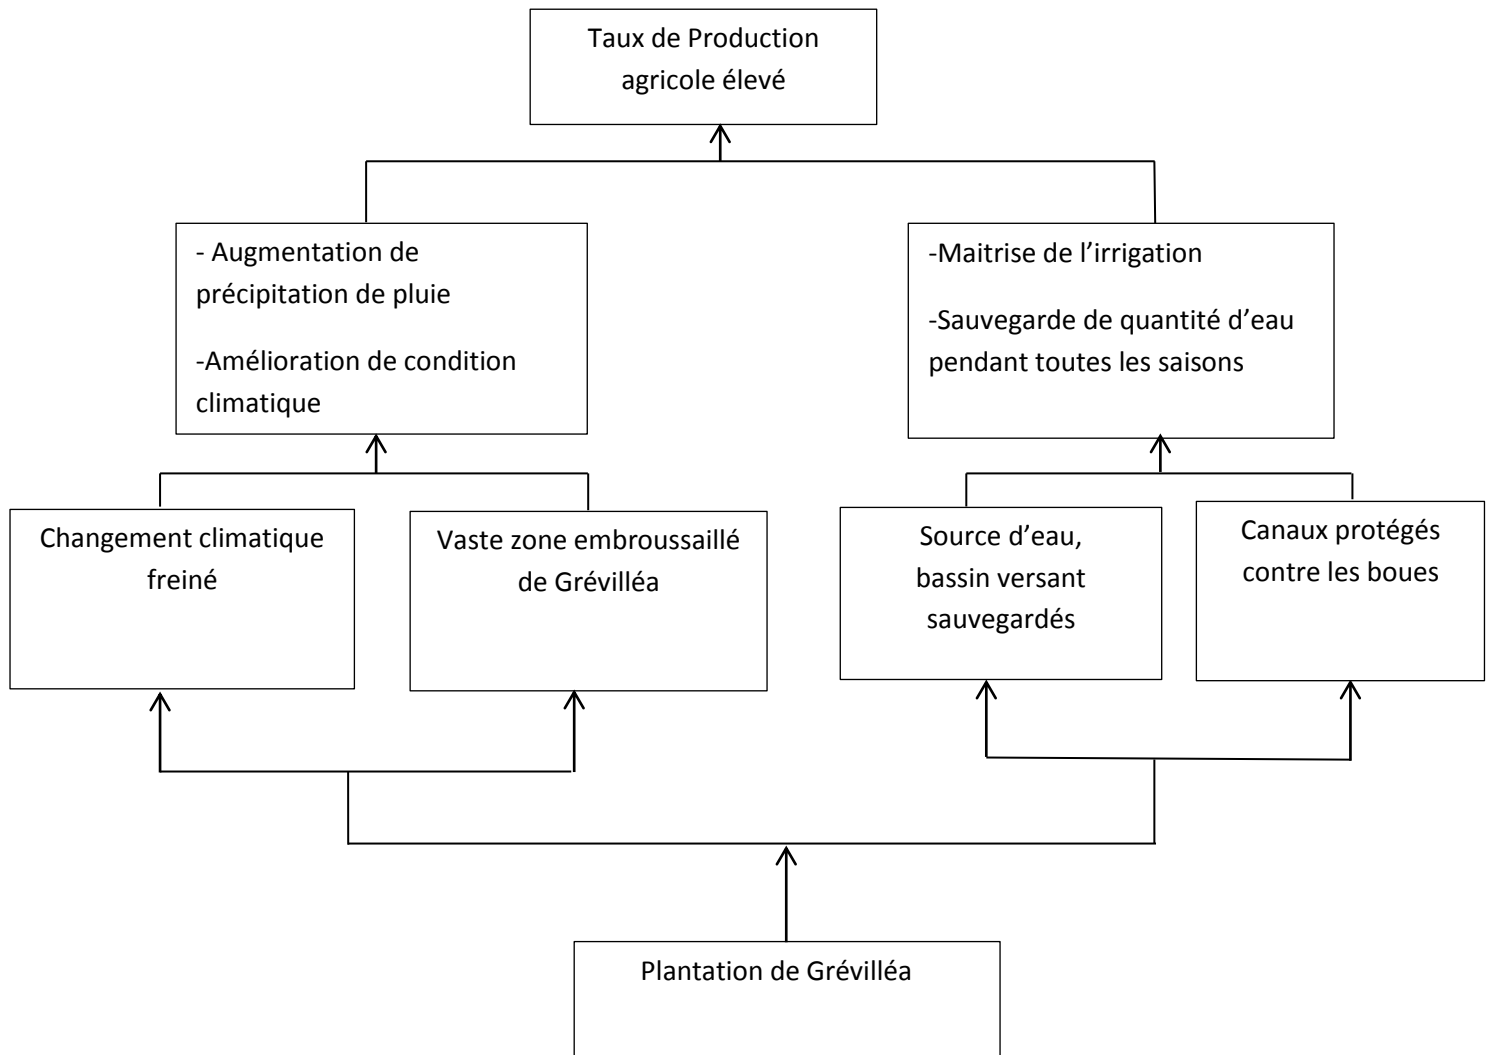 Taux de Production
agricole élevé
- Augmentation de
précipitation de pluie
-Amélioration de condition
climatique
-Maitrise de l’irrigation
-Sauvegarde de quantité d’eau
pendant toutes les saisons
Changement climatique
freiné
Vaste zone embroussaillé
de Grévilléa
Source d’eau,
bassin versant
sauvegardés
Canaux protégés
contre les boues
Plantation de Grévilléa